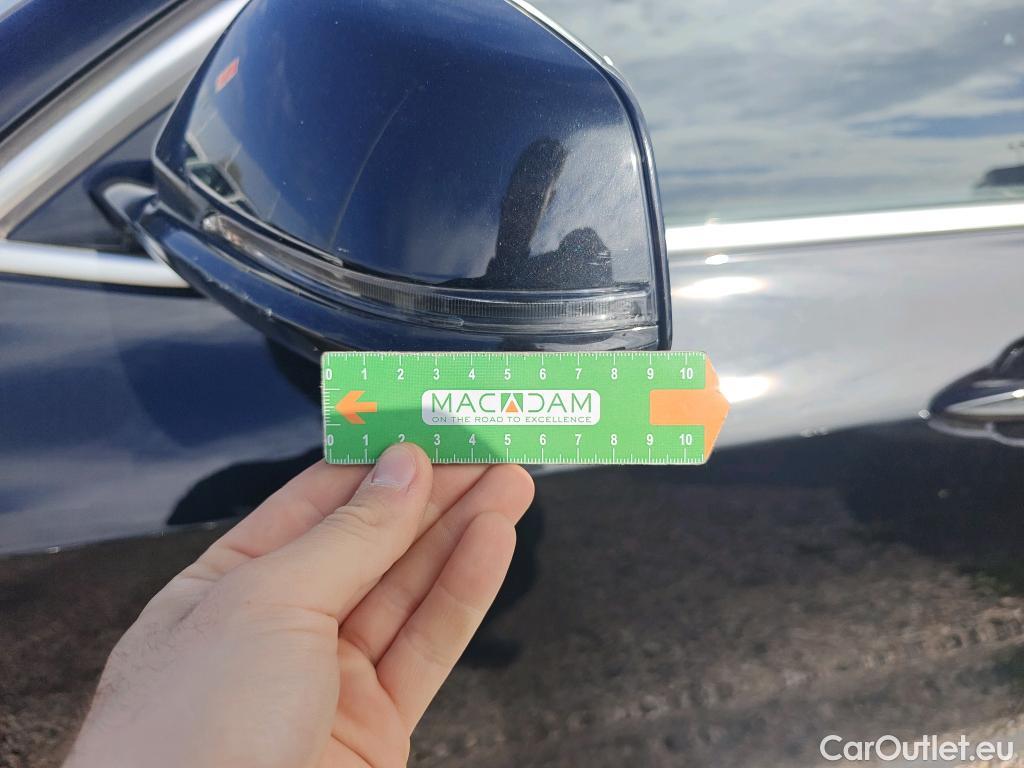 0 1 2 3 4 5 6 7 8 9 10
MACADAM
ON THE ROAD TO EXCELLENCE
0 1 2 3 4 5 6 7 8 9 10
CarOutlet.eu